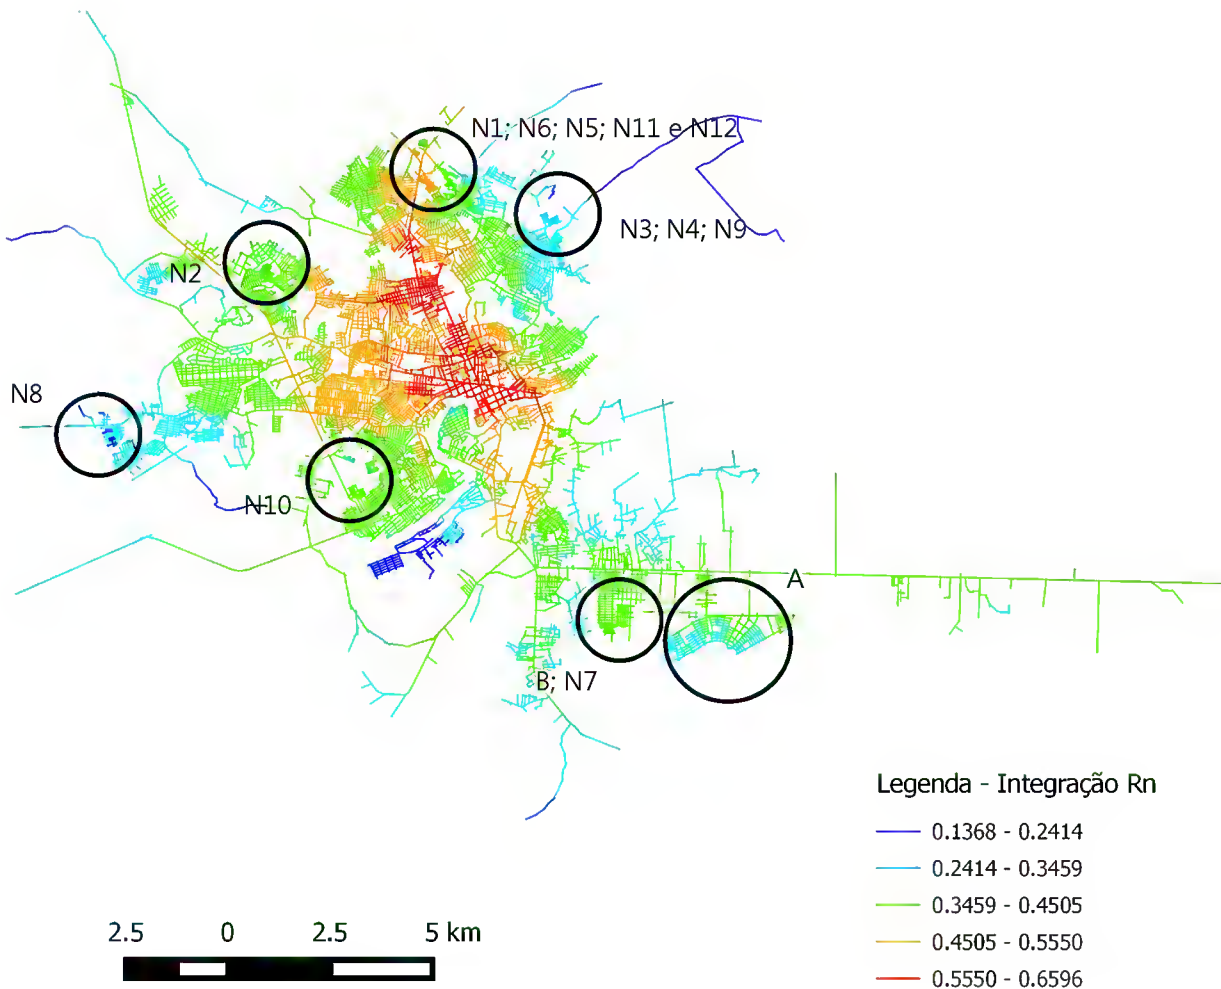 N1; N6; N5; N11 e N12
N3; N4; N9
N2
N8
N10
A
B; N7
Legenda - Integração Rn
0.1368 - 0.2414
0.2414 - 0.3459
0.3459 - 0.4505
0.4505 - 0.5550
0.5550 - 0.6596
2.5 0 2.5 5 km